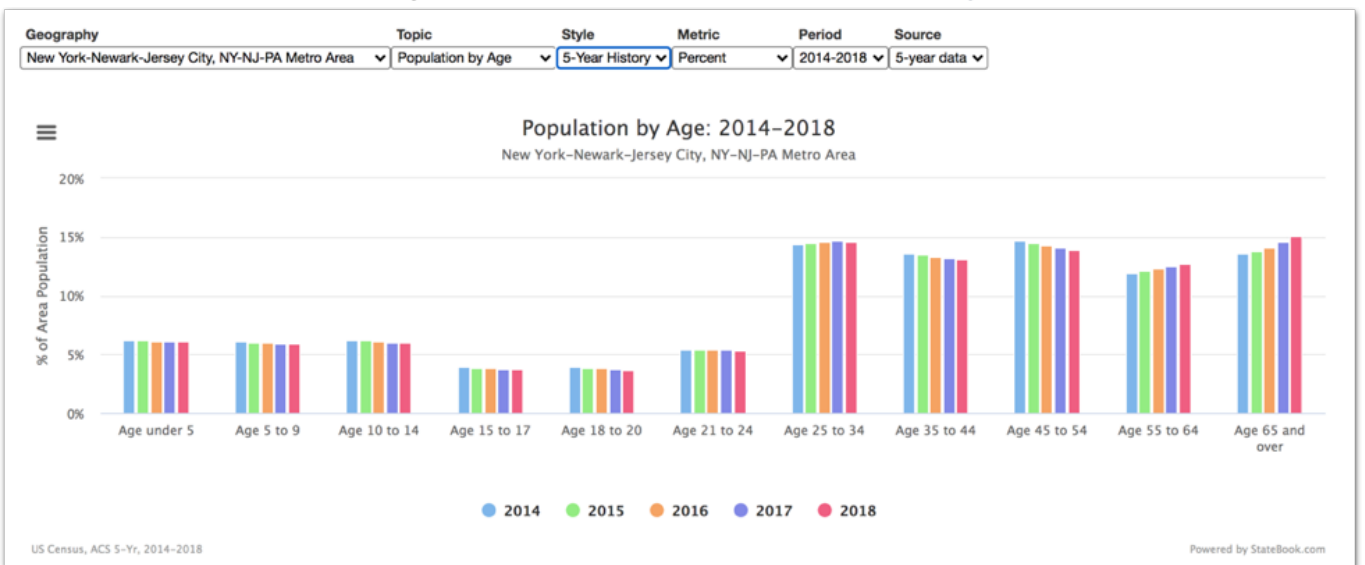 Geography Topic Style Metric Period Source
New York-Newark-Jersey City, NY-NJ-PA Metro Area Population by Age 5-Year History Percent 2014-2018 5-year data
Population by Age: 2014–2018
New York–Newark–Jersey City, NY–NJ–PA Metro Area
% of Area Population
20%
15%
10%
5%
0%
Age under 5 Age 5 to 9 Age 10 to 14 Age 15 to 17 Age 18 to 20 Age 21 to 24 Age 25 to 34 Age 35 to 44 Age 45 to 54 Age 55 to 64 Age 65 and
over
2014 2015 2016 2017 2018
US Census, ACS 5-Yr, 2014-2018 Powered by StateBook.com